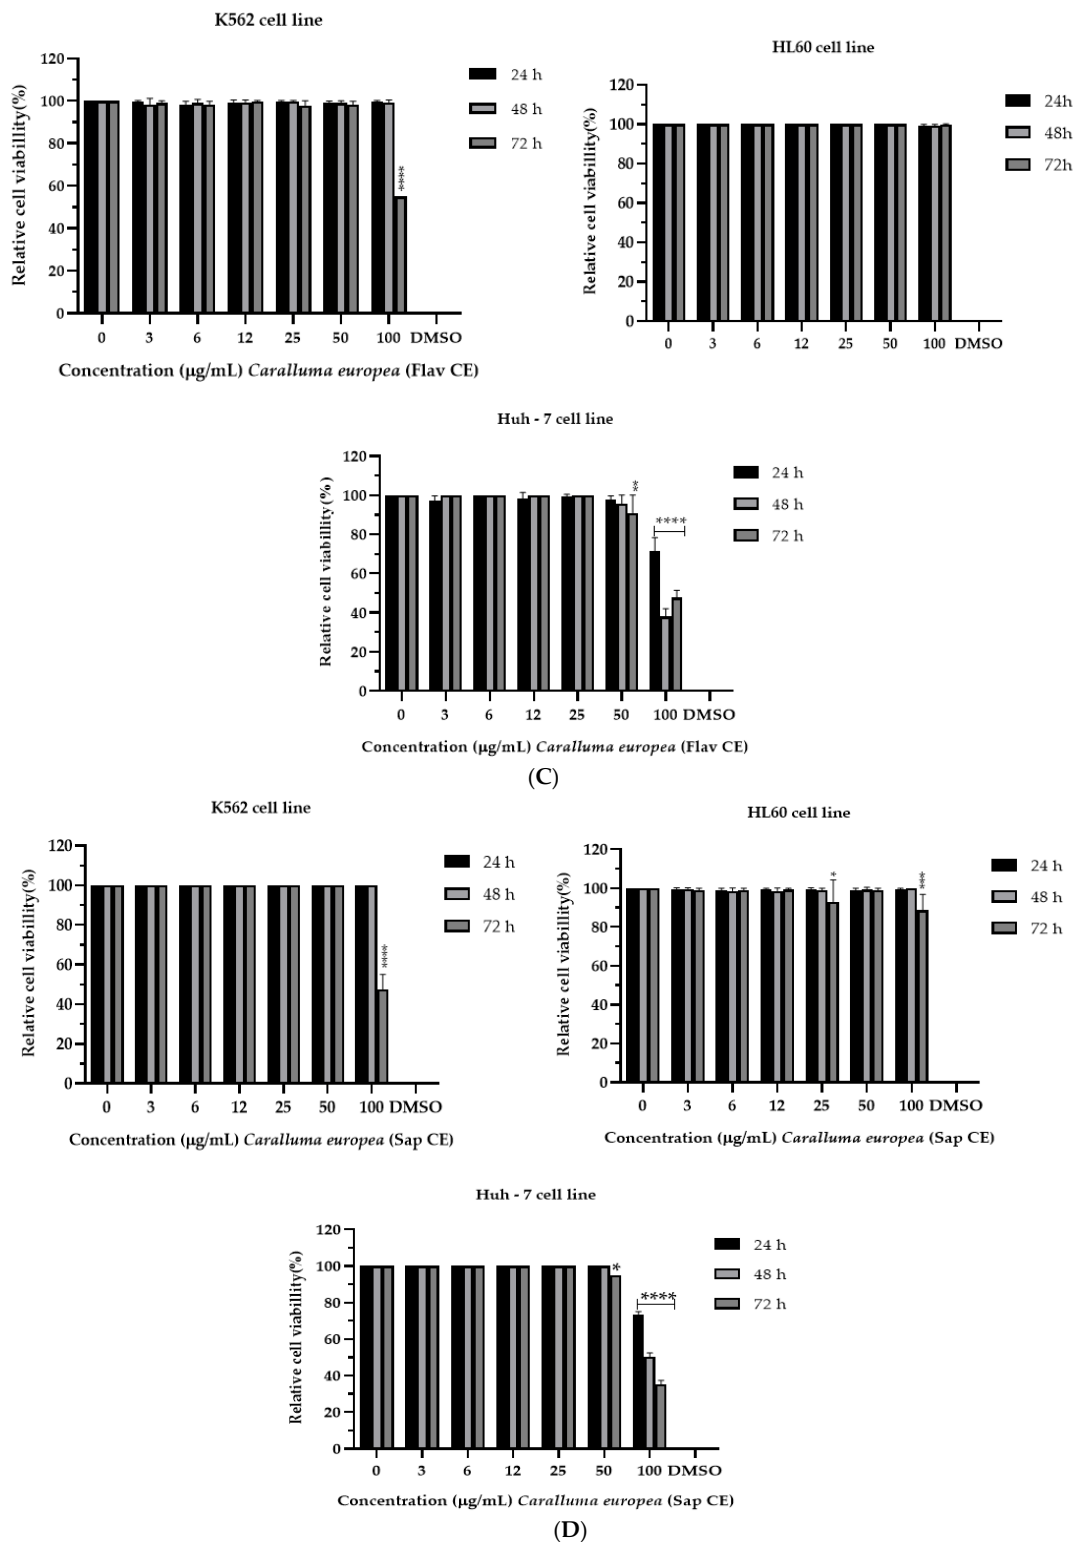 K562 cell line
Relative cell viabillity(%)
120
100
80
60
40
20
0
****
24 h
48 h
72 h
0 3 6 12 25 50 100 DMSO
Concentration (µg/mL) Caralluma europea (Flav CE)
HL60 cell line
Relative cell viabillity(%)
120
100
80
60
40
20
0
24h
48h
72h
0 3 6 12 25 50 100 DMSO
Huh - 7 cell line
Relative cell viability(%)
120
100
80
60
40
20
0
**
****
24 h
48 h
72 h
0 3 6 12 25 50 100 DMSO
Concentration (µg/mL) Caralluma europea (Flav CE)
(C)
K562 cell line
Relative cell viabillity(%)
120
100
80
60
40
20
0
****
24 h
48 h
72 h
0 3 6 12 25 50 100 DMSO
Concentration (µg/mL) Caralluma europea (Sap CE)
HL60 cell line
Relative cell viabillity(%)
120
100
80
60
40
20
0
*
***
24 h
48 h
72 h
0 3 6 12 25 50 100 DMSO
Concentration (µg/mL) Caralluma europea (Sap CE)
Huh - 7 cell line
Relative cell viabillity(%)
120
100
80
60
40
20
0
*
****
24 h
48 h
72 h
0 3 6 12 25 50 100 DMSO
Concentration (µg/mL) Caralluma europea (Sap CE)
(D)